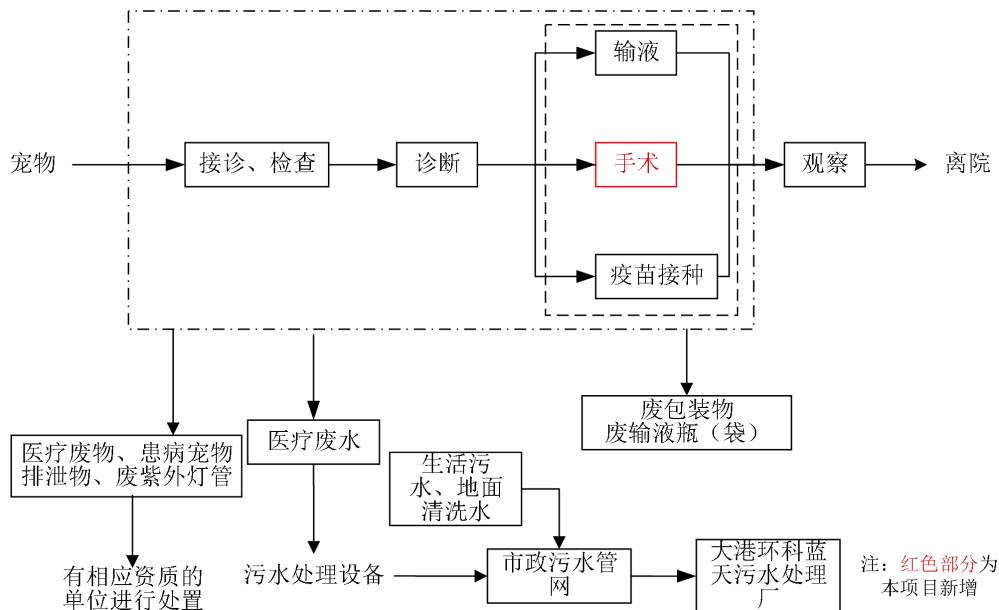 输液
宠物
接诊、检查
诊断
手术
观察
离院
疫苗接种
废包装物
废输液瓶（袋）
医疗废物、患病宠物
排泄物、废紫外灯管
医疗废水
生活污
水、地面
清洗水
有相应资质的
单位进行处置
污水处理设备
市政污水管
网
大港环科蓝
天污水处理
厂
注：红色部分为
本项目新增